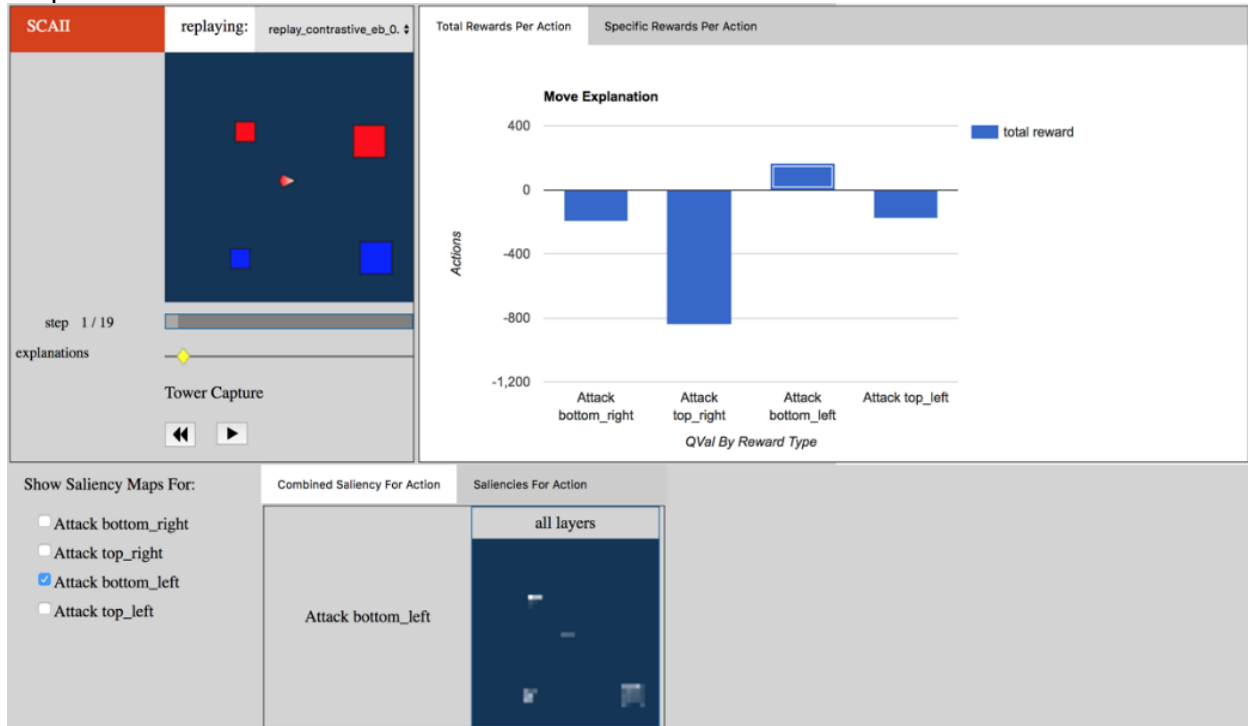 SCAII
replaying:
replay_contrastive_eb_0.
step 1 / 19
explanations
Tower Capture
Total Rewards Per Action
Specific Rewards Per Action
Move Explanation
400
0
-400
-800
-1,200
Actions
Attack
bottom_right
Attack
top_right
Attack
bottom_left
Attack top_left
QVal By Reward Type
total reward
Show Saliency Maps For:
Attack bottom_right
Attack top_right
Attack bottom_left
Attack top_left
Combined Saliency For Action
Saliencies For Action
all layers
Attack bottom_left